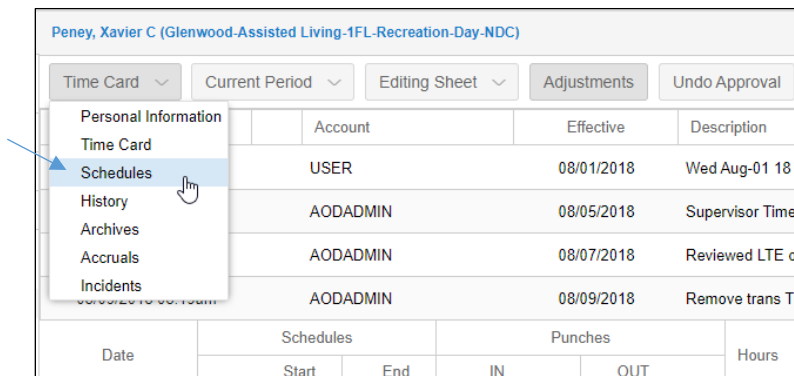 Peney, Xavier C (Glenwood-Assisted Living-1FL-Recreation-Day-NDC)
Time Card Current Period Editing Sheet Adjustments Undo Approval
Personal Information
Time Card
Schedules
History
Archives
Accruals
Incidents
Account Effective Description
USER 08/01/2018 Wed Aug-01 18
AODADMIN 08/05/2018 Supervisor Time
AODADMIN 08/07/2018 Reviewed LTE
AODADMIN 08/09/2018 Remove trans T
Date Schedules Punches Hours
Start End IN OUT